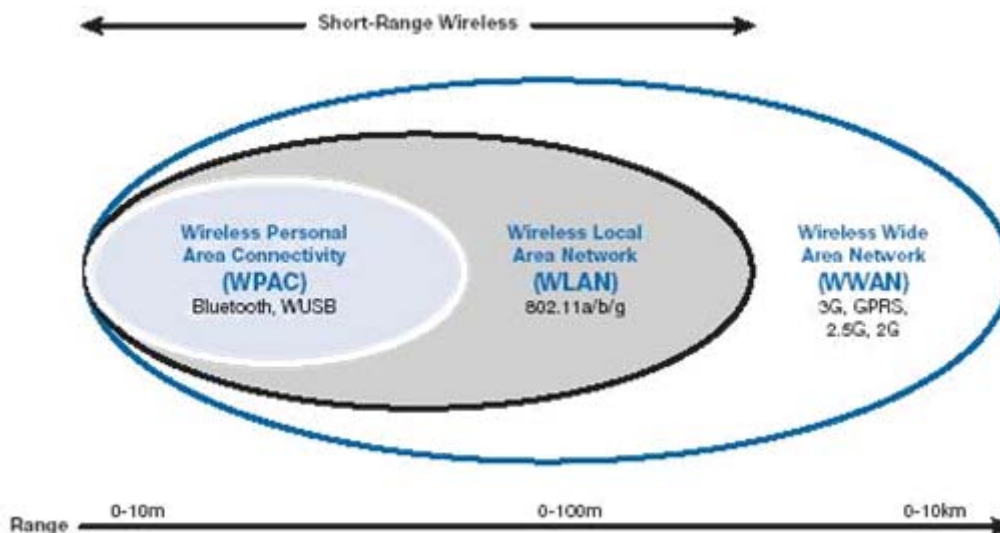 Short-Range Wireless
Wireless Personal
Area Connectivity
(WPAC)
Bluetooth, WUSB
Wireless Local
Area Network
(WLAN)
802.11a/b/g
Wireless Wide
Area Network
(WWAN)
3G, GPRS,
2.5G, 2G
Range 0-10m 0-100m 0-10km